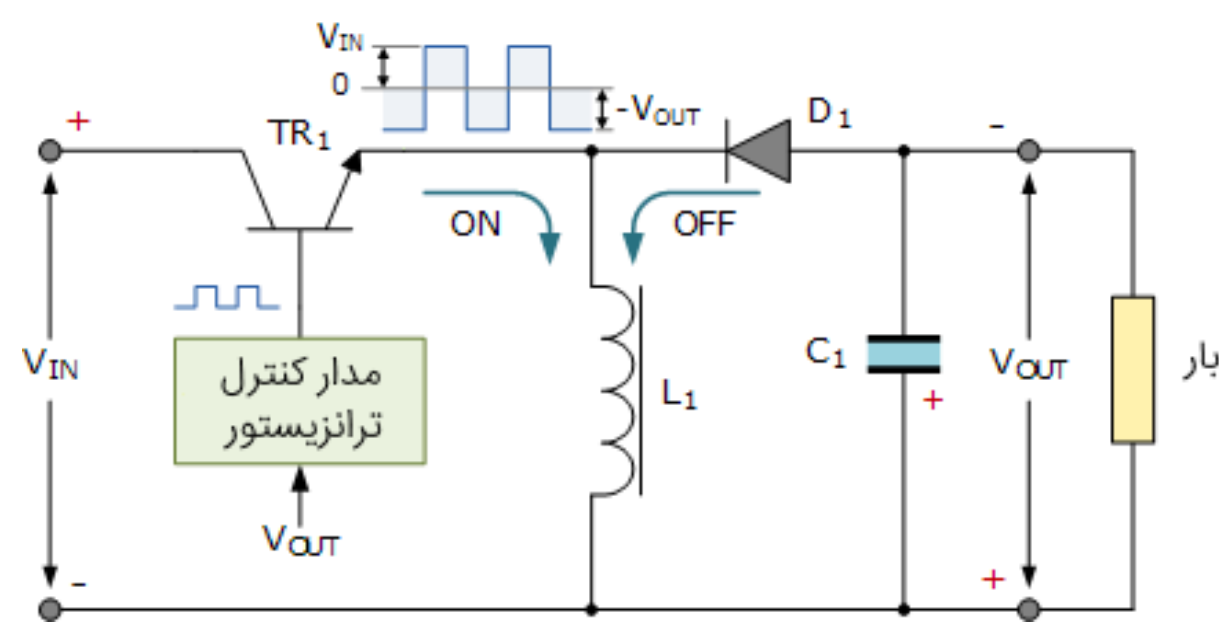 VIN
0
-VOUT
+
TR1
D1
-
ON
OFF
VIN
مدار کنترل
ترانزیستور
L1
C1
+
VOUT
بار
VOUT
-
+